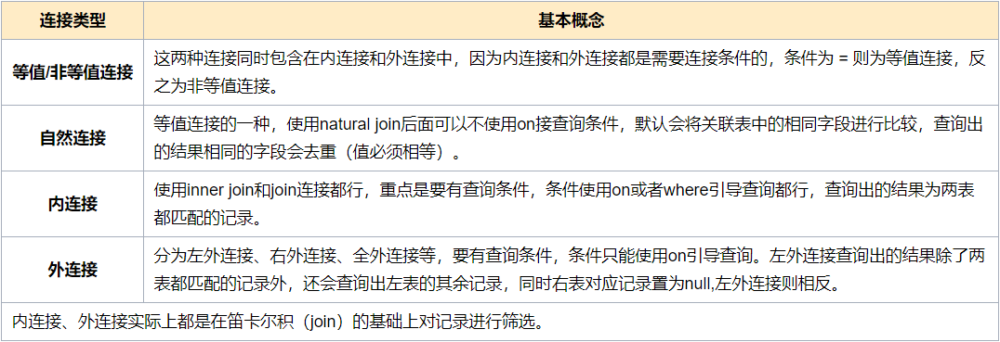 连接类型 基本概念
等值/非等值连接 这两种连接同时包含在内连接和外连接中，因为内连接和外连接都是需要连接条件的，条件为 = 则为等值连接，反
之为非等值连接。
自然连接 等值连接的一种，使用natural join后面可以不使用on接查询条件，默认会将关联表中的相同字段进行比较，查询出
的结果相同的字段会去重（值必须相等）。
内连接 使用inner join和join连接都行，重点是要有查询条件，条件使用on或者where引导查询都行，查询出的结果为两表
都匹配的记录。
外连接 分为左外连接、右外连接、全外连接等，要有查询条件，条件只能使用on引导查询。左外连接查询出的结果除了两
表都匹配的记录外，还会查询出左表的其余记录，同时右表对应记录置为null,左外连接则相反。
内连接、外连接实际上都是在笛卡尔积（join）的基础上对记录进行筛选。